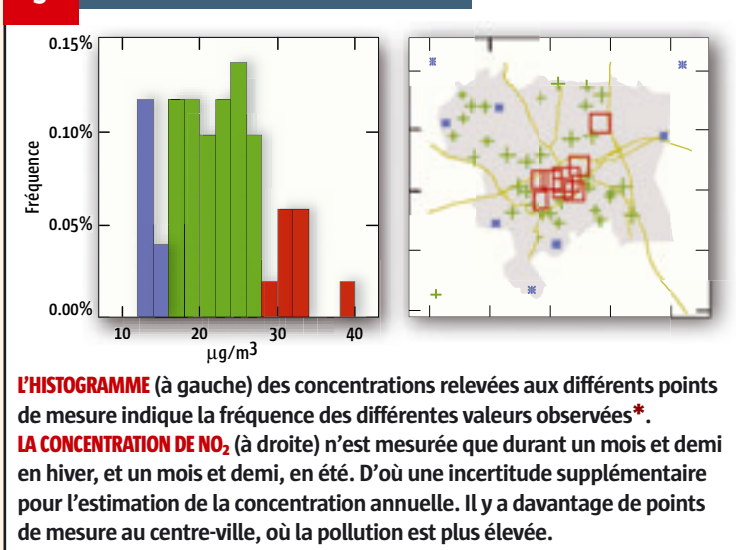 0.15%
0.10%
0.05%
0.00%
Fréquence
10 20 30 40
µg/m3
L'HISTOGRAMME (à gauche) des concentrations relevées aux différents points
de mesure indique la fréquence des différentes valeurs observées*.
LA CONCENTRATION DE NO₂ (à droite) n'est mesurée que durant un mois et demi
en hiver, et un mois et demi, en été. D'où une incertitude supplémentaire
pour l'estimation de la concentration annuelle. Il y a davantage de points
de mesure au centre-ville, où la pollution est plus élevée.